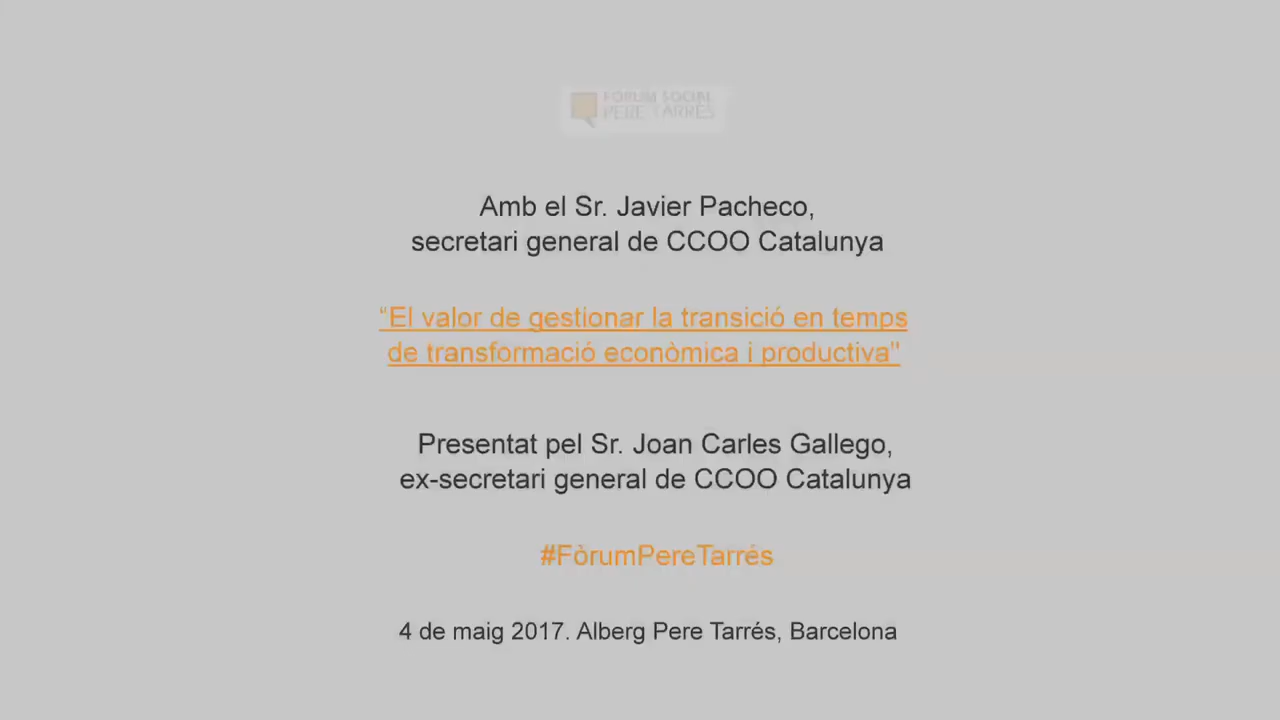 FÒRUM SOCIAL
PERE TARRÉS
Amb el Sr. Javier Pacheco,
secretari general de CCOO Catalunya
“El valor de gestionar la transició en temps
de transformació econòmica i productiva"
Presentat pel Sr. Joan Carles Gallego,
ex-secretari general de CCOO Catalunya
#FòrumPereTarrés
4 de maig 2017. Alberg Pere Tarrés, Barcelona